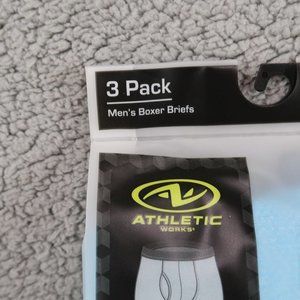 3 Pack
Men's Boxer Briefs
ATHLETIC
WORKS®